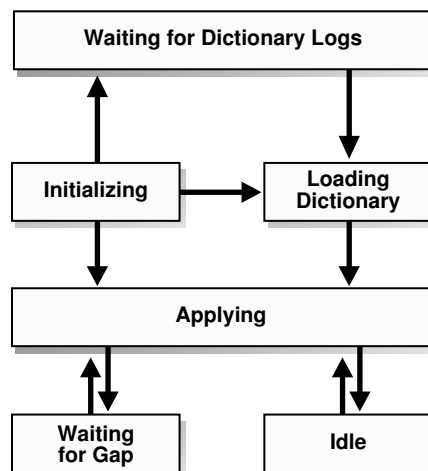 Waiting for Dictionary Logs
Initializing
Loading
Dictionary
Applying
Waiting
for Gap
Idle